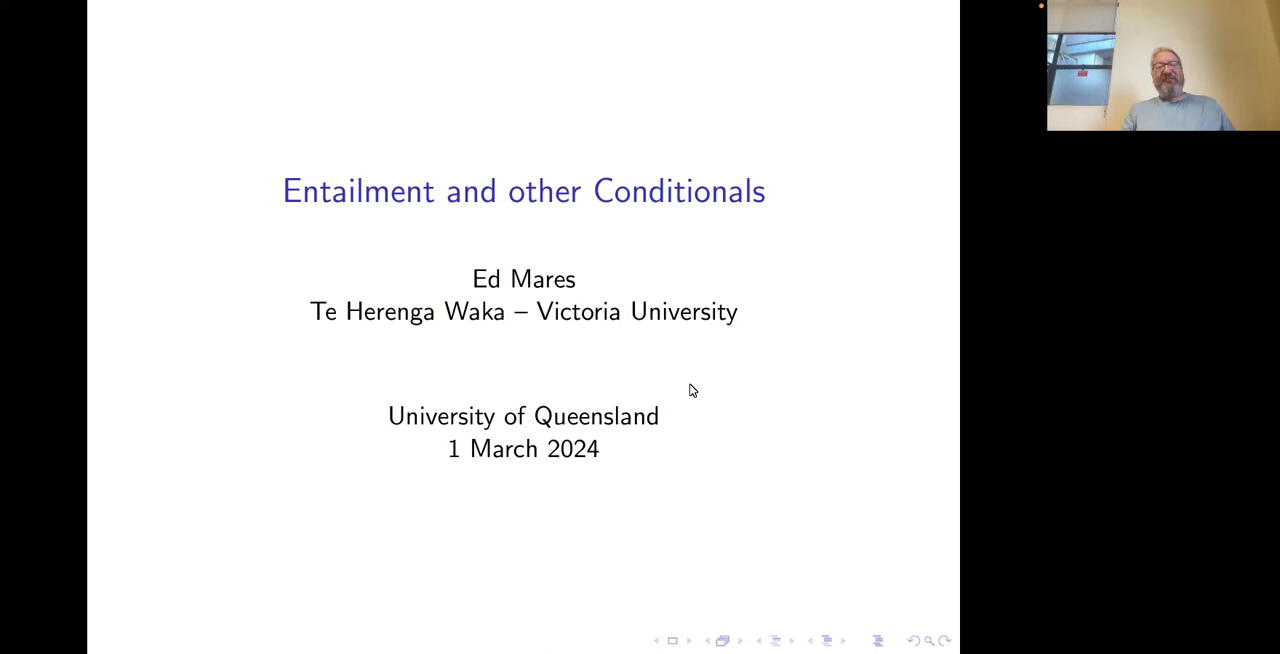 Entailment and other Conditionals
Ed Mares
Te Herenga Waka – Victoria University
University of Queensland
1 March 2024